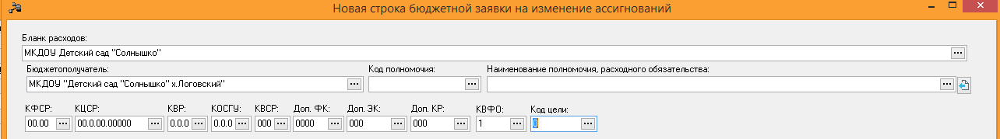 Новая строка бюджетной заявки на изменение ассигнований
Бланк расходов:
МКДОУ Детский сад "Солнышко"
Бюджетополучатель: Код полномочия: Наименование полномочия, расходного обязательства:
МКДОУ "Детский сад "Солнышко" х.Логовский"
КФСР: КЦСР: КВР: КОСГУ: КВСР: Доп. ФК: Доп. ЭК: Доп. КР: КВФО: Код цели:
00.00 00.0.00.00000 0.0.0 0.0.0 000 0000 000 000 1 0